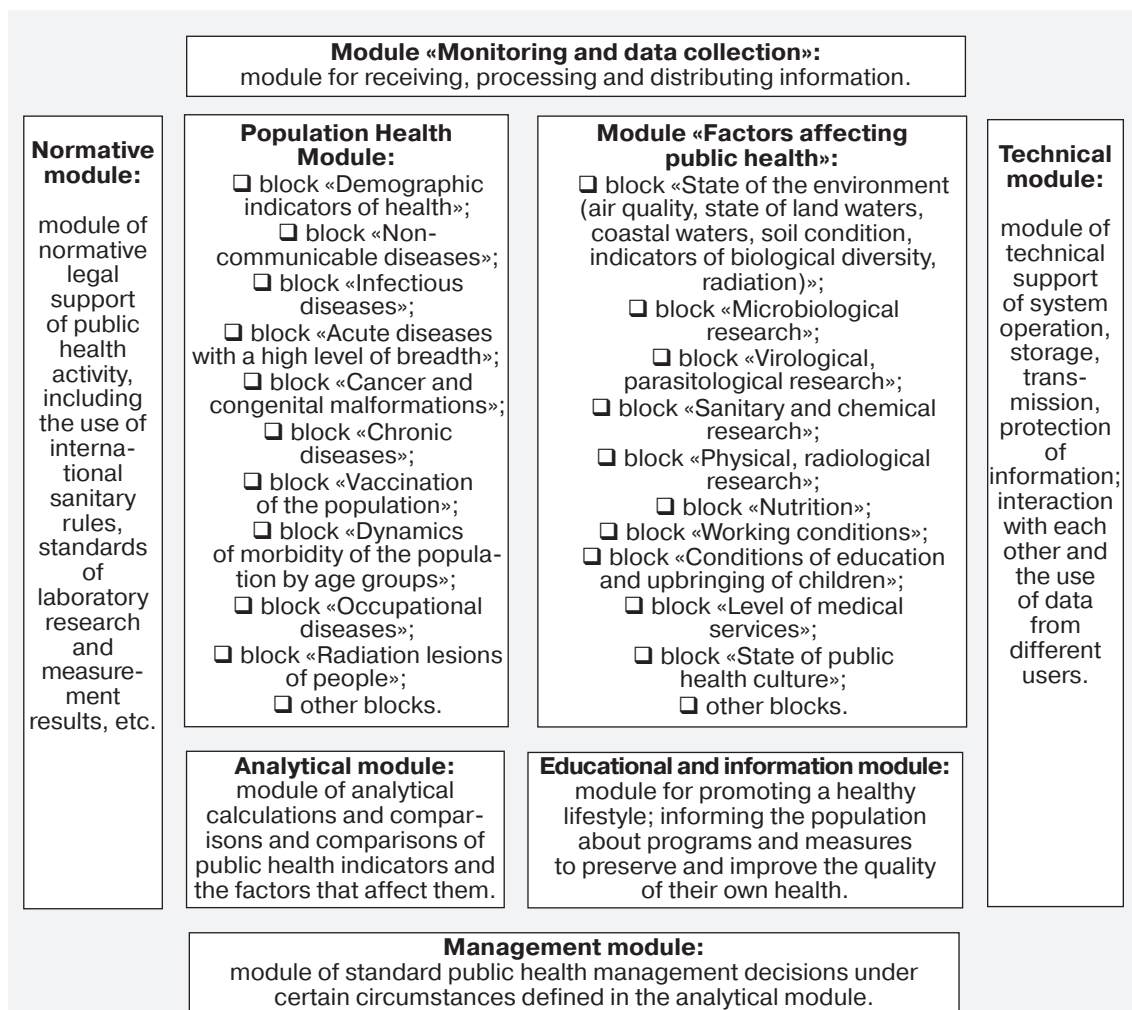 Module «Monitoring and data collection»:
module for receiving, processing and distributing information.
Normative
module:
module of
normative
legal
support
of public
health
activity,
including
the use of
interna-
tional
sanitary
rules,
standards
of
laboratory
research
and
measure-
ment
results, etc.
Population Health
Module:
❑ block «Demographic
indicators of health»;
❑ block «Non-
communicable diseases»;
❑ block «Infectious
diseases»;
❑ block «Acute diseases
with a high level of breadth»;
❑ block «Cancer and
congenital malformations»;
❑ block «Chronic
diseases»;
❑ block «Vaccination
of the population»;
❑ block «Dynamics
of morbidity of the popula-
tion by age groups»;
❑ block «Occupational
diseases»;
❑ block «Radiation lesions
of people»;
❑ other blocks.
Module «Factors affecting
public health»:
❑ block «State of the environment
(air quality, state of land waters,
coastal waters, soil condition,
indicators of biological diversity,
radiation)»;
❑ block «Microbiological
research»;
❑ block «Virological,
parasitological research»;
❑ block «Sanitary and chemical
research»;
❑ block «Physical, radiological
research»;
❑ block «Nutrition»;
❑ block «Working conditions»;
❑ block «Conditions of education
and upbringing of children»;
❑ block «Level of medical
services»;
❑ block «State of public
health culture»;
❑ other blocks.
Technical
module:
module of
technical
support
of system
operation,
storage,
trans-
mission,
protection
of
information;
interaction
with each
other and
the use
of data
from
different
users.
Analytical module:
module of analytical
calculations and compar-
isons and comparisons of
public health indicators and
the factors that affect them.
Educational and information module:
module for promoting a healthy
lifestyle; informing the population
about programs and measures
to preserve and improve the quality
of their own health.
Management module:
module of standard public health management decisions under
certain circumstances defined in the analytical module.